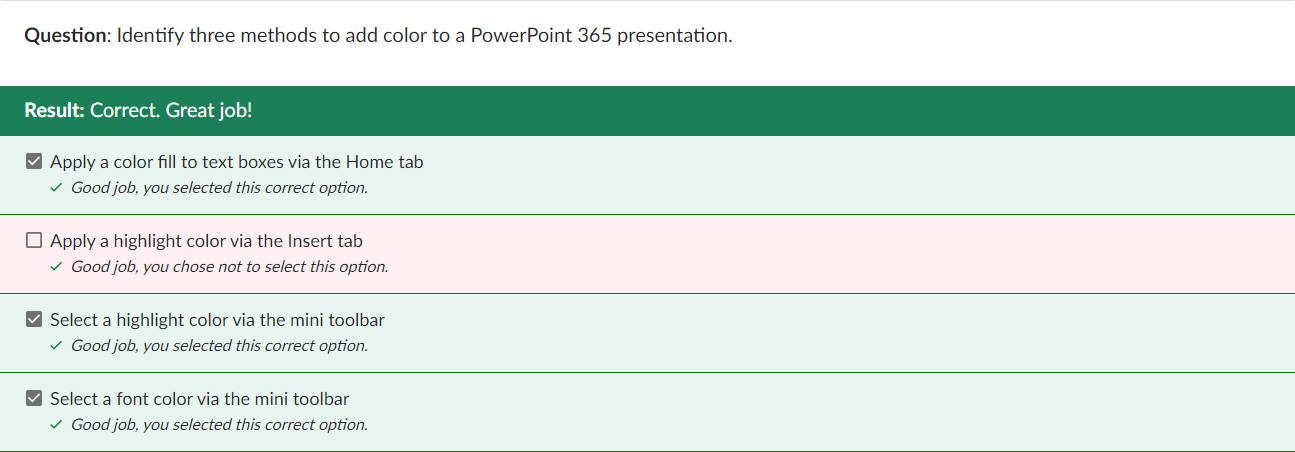 Question: Identify three methods to add color to a PowerPoint 365 presentation.
Result: Correct. Great job!
Apply a color fill to text boxes via the Home tab
Good job, you selected this correct option.
Apply a highlight color via the Insert tab
Good job, you chose not to select this option.
Select a highlight color via the mini toolbar
Good job, you selected this correct option.
Select a font color via the mini toolbar
Good job, you selected this correct option.